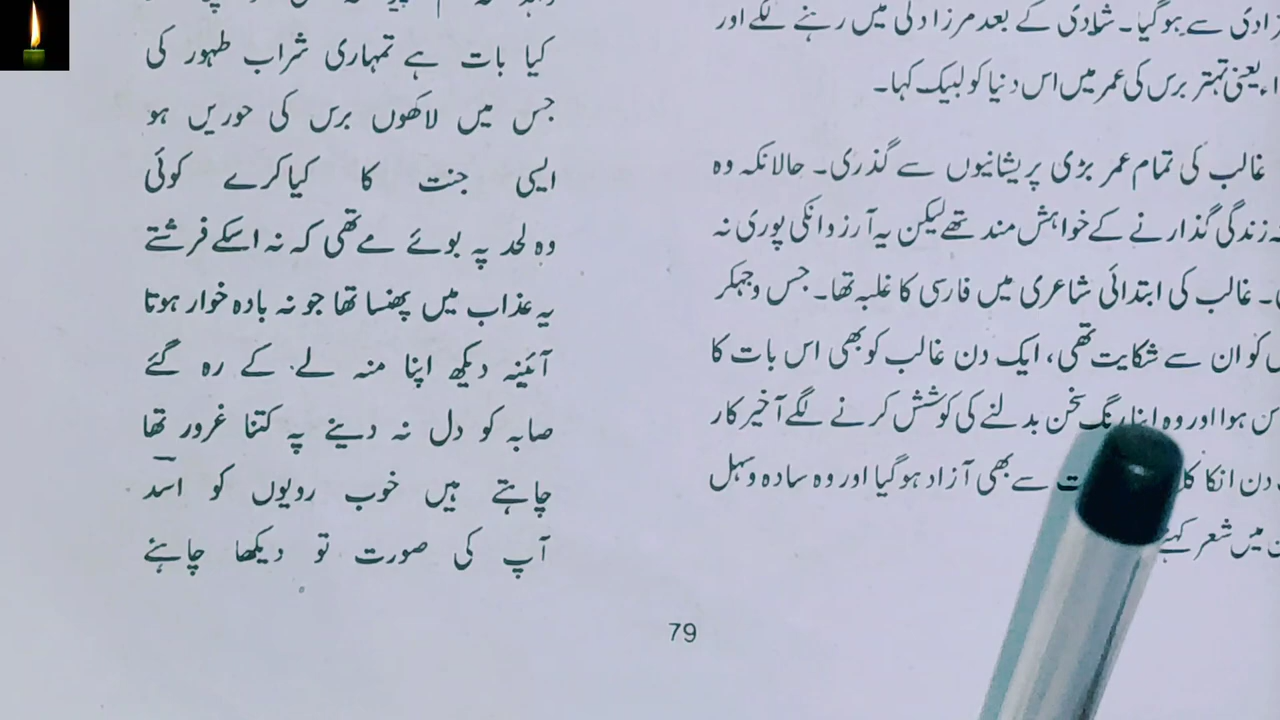 زادی سے ہوگیا۔ شادی کے بعد مرزا دلی میں رہنے لگے اور
یعنی تہتر برس کی عمر میں اس دنیا کو لبیک کہا۔
غالب کی تمام عمر بڑی پریشانیوں سے گذری۔ حالانکہ وہ
زندگی گذارنے کے خواہش مند تھے لیکن یہ آرزو انکی پوری نہ
غالب کی ابتدائی شاعری میں فارسی کا غلبہ تھا۔ جس وجہکر
کو ان سے شکایت تھی، ایک دن غالب کو بھی اس بات کا
ہوا اور وہ اپنا رنگ سخن بدلنے کی کوشش کرنے لگے آخیر کار
دن انکا سے بھی آزاد ہوگیا اور وہ سادہ و سہل
میں شعر کہنے
کیا بات ہے تمہاری شراب طہور کی
جس میں لاکھوں برس کی حوریں ہو
ایسی جنت کا کیا کرے کوئی
وہ لحد پہ بوئے مے تھی کہ نہ اسکے فرشتے
یہ عذاب میں پھنسا تھا جو نہ بادہ خوار ہوتا
آئینہ دیکھ اپنا منہ لے کے رہ گئے
صابہ کو دل نہ دینے پہ کتنا غرور تھا
چاہتے ہیں خوب رویوں کو اسد
آپ کی صورت تو دیکھا چاہئے
79